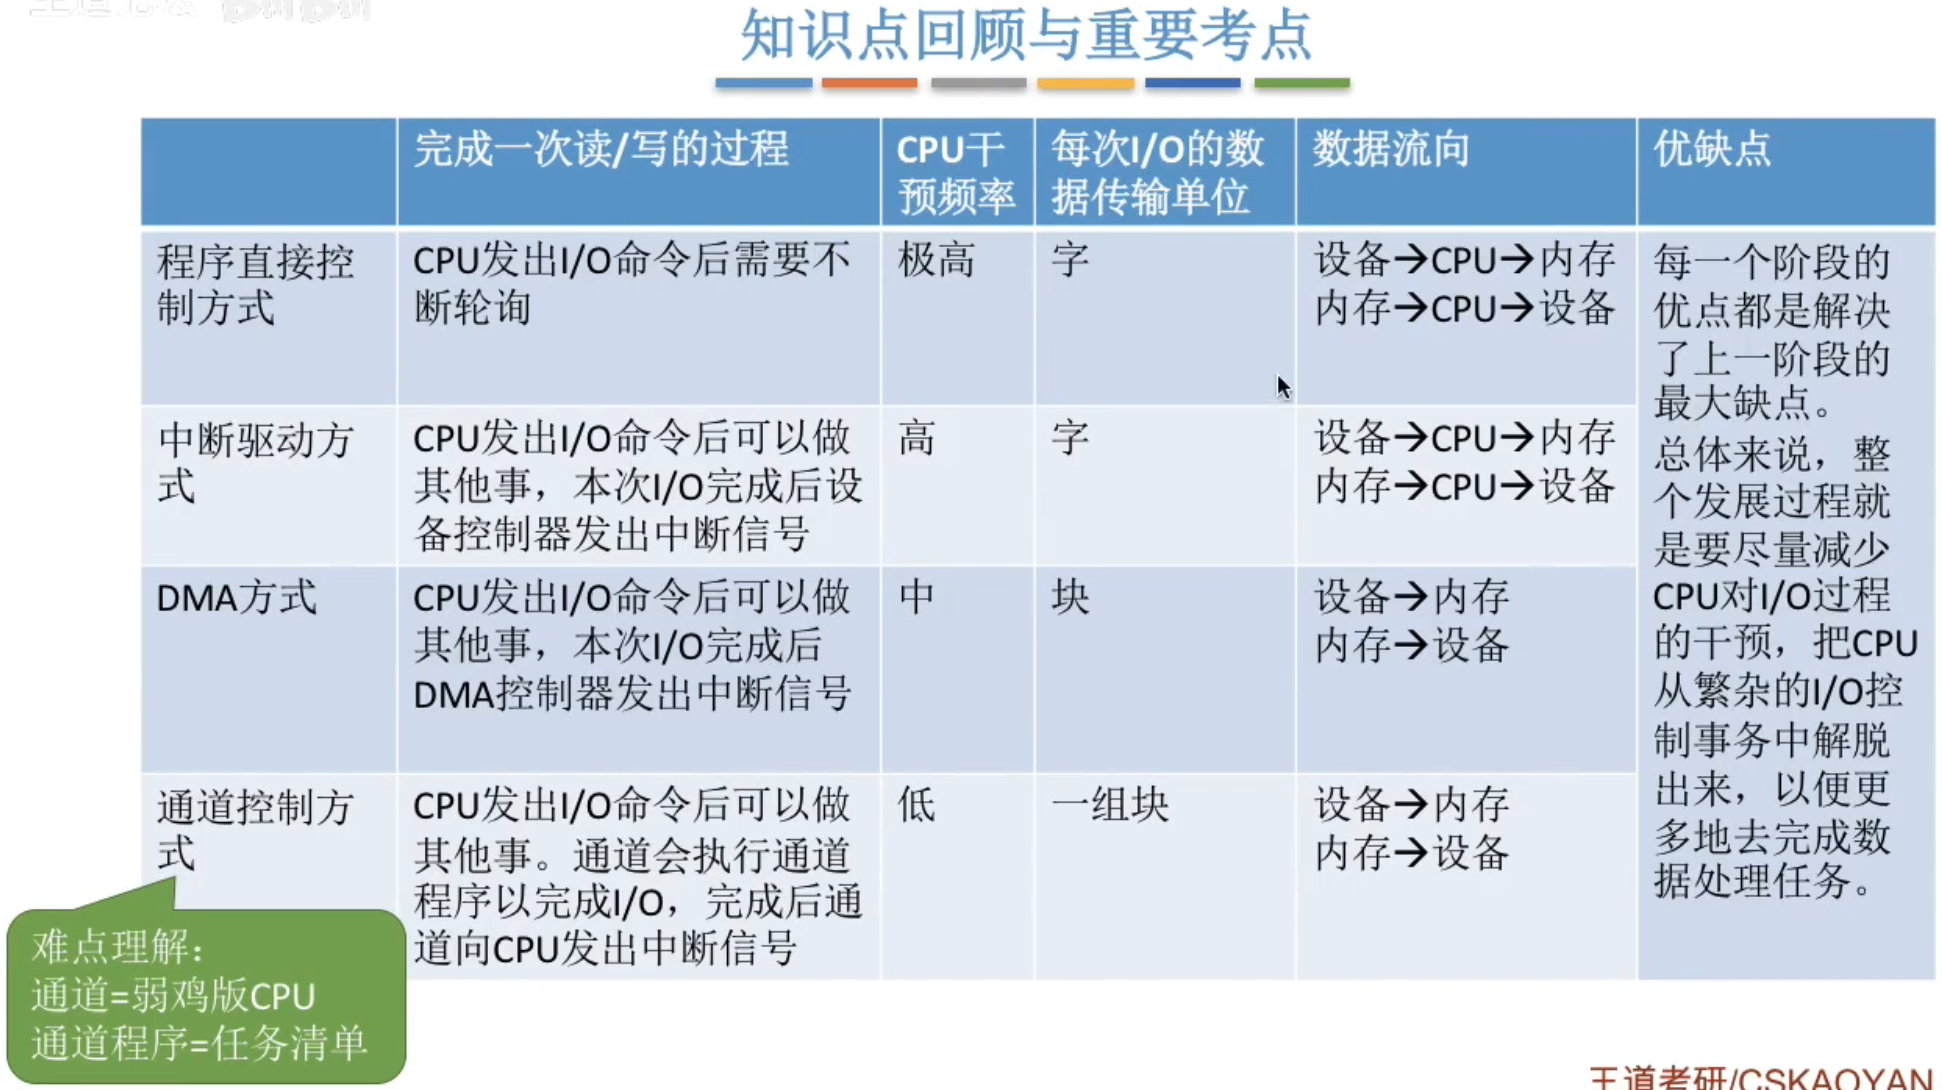 知识点回顾与重要考点
完成一次读/写的过程
CPU干
预频率
每次I/O的数
据传输单位
数据流向
优缺点
程序直接控
制方式
CPU发出I/O命令后需要不
断轮询
极高
字
设备→CPU→内存
内存→CPU→设备
每一个阶段的
优点都是解决
了上一阶段的
最大缺点。
总体来说，整
个发展过程就
是要尽量减少
CPU对I/O过程
的干预，把CPU
从繁杂的I/O控
制事务中解脱
出来，以便更
多地去完成数
据处理任务。
中断驱动方
式
CPU发出I/O命令后可以做
其他事，本次I/O完成后设
备控制器发出中断信号
高
字
设备→CPU→内存
内存→CPU→设备
DMA方式
CPU发出I/O命令后可以做
其他事，本次I/O完成后
DMA控制器发出中断信号
中
块
设备→内存
内存→设备
通道控制方
式
CPU发出I/O命令后可以做
其他事。通道会执行通道
程序以完成I/O，完成后通
道向CPU发出中断信号
低
一组块
设备→内存
内存→设备
难点理解：
通道=弱鸡版CPU
通道程序=任务清单
王道考研/CSKAOYAN